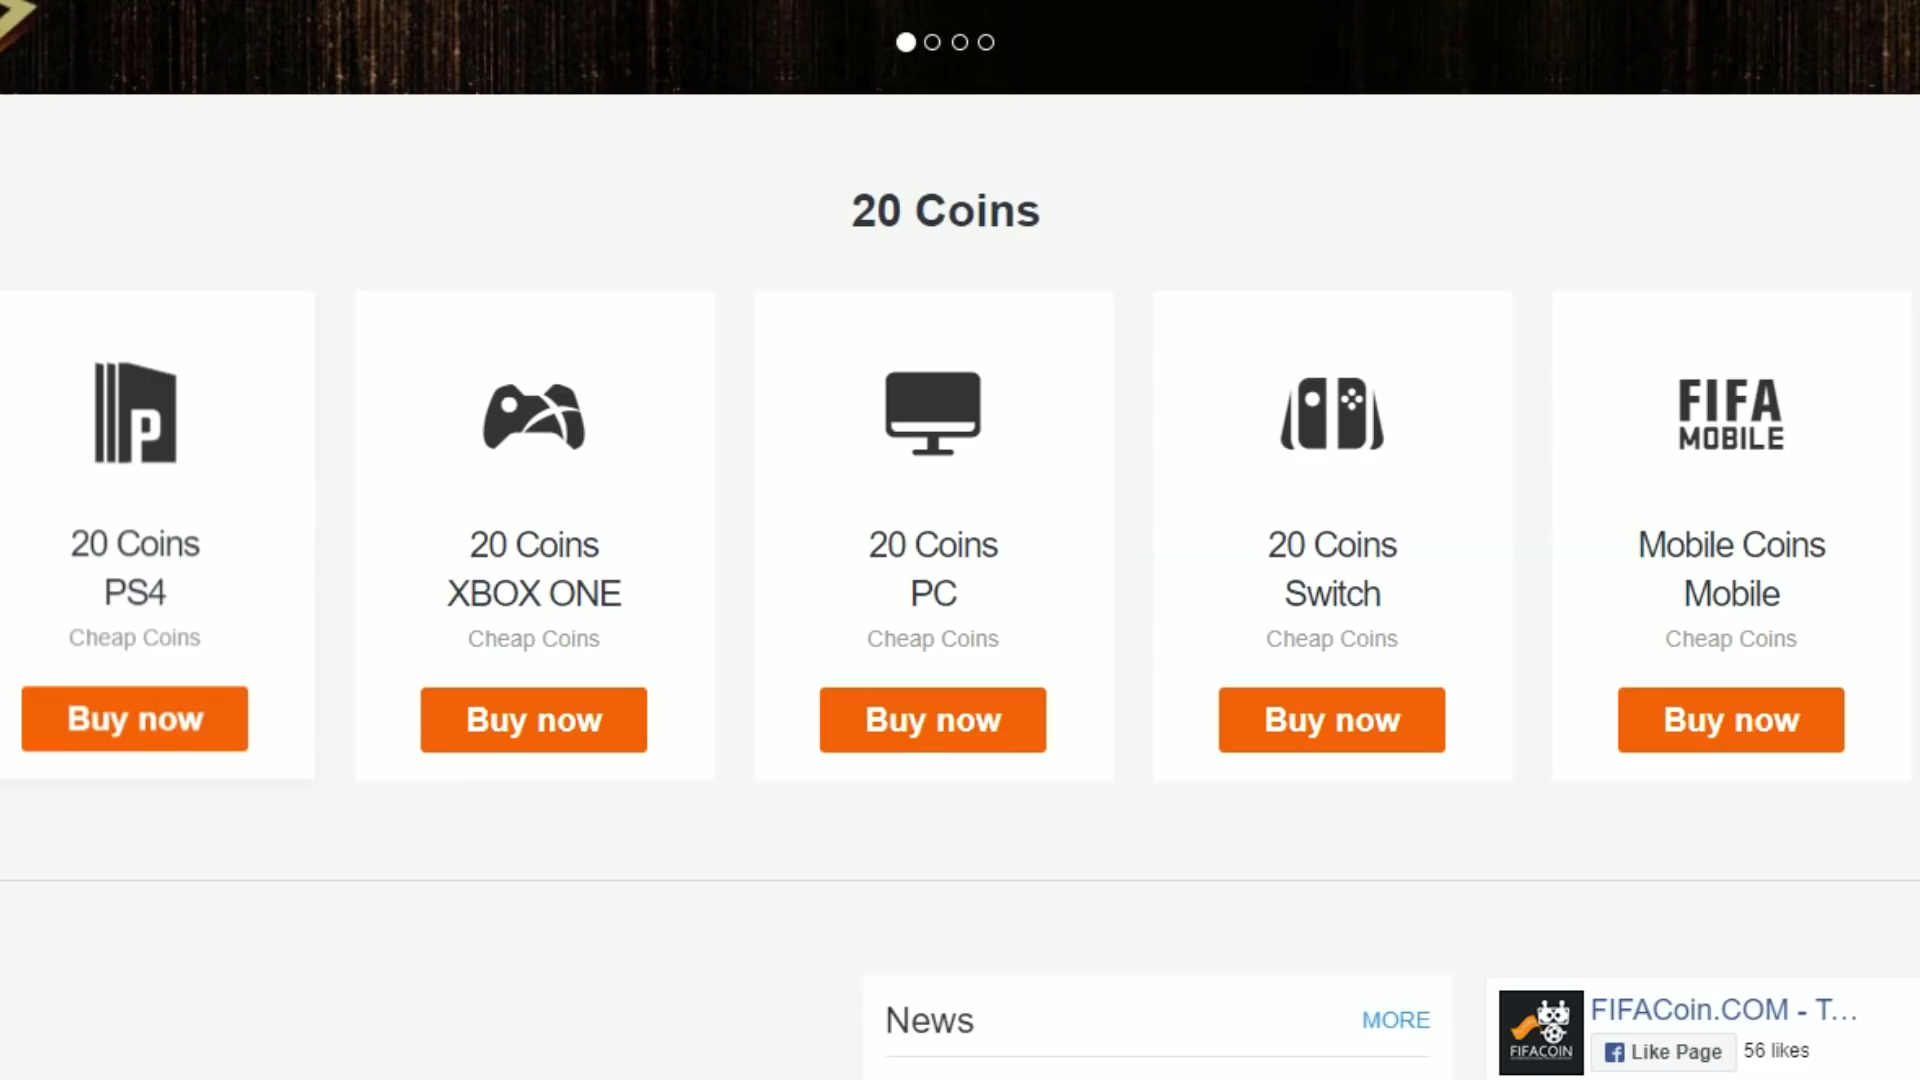 20 Coins
P
FIFA
MOBILE
20 Coins
PS4
Cheap Coins
Buy now
20 Coins
XBOX ONE
Cheap Coins
Buy now
20 Coins
PC
Cheap Coins
Buy now
20 Coins
Switch
Cheap Coins
Buy now
Mobile Coins
Mobile
Cheap Coins
Buy now
News
MORE
FIFACOIN
FIFACoin.COM - T...
Like Page
56 likes